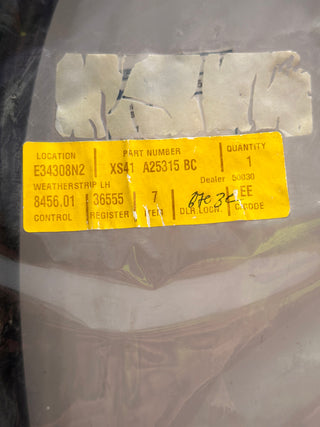 LOCATION PART NUMBER QUANTITY
E34308N2 XS41 A25315 BC 1
WEATHERSTRIP LH Dealer 50030
8456.01 36555 7 EE
CONTROL REGISTER ITEM DLR LOCN. C CODE